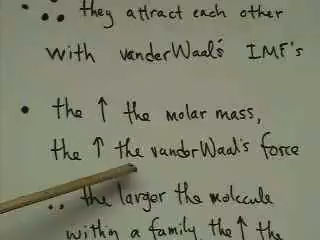 ∴ they attract each other
with vanderWaal's IMF's
• the ↑ the molar mass,
the ↑ the vanderWaal's force
∴ the larger the molecule
within a family the ↑ the